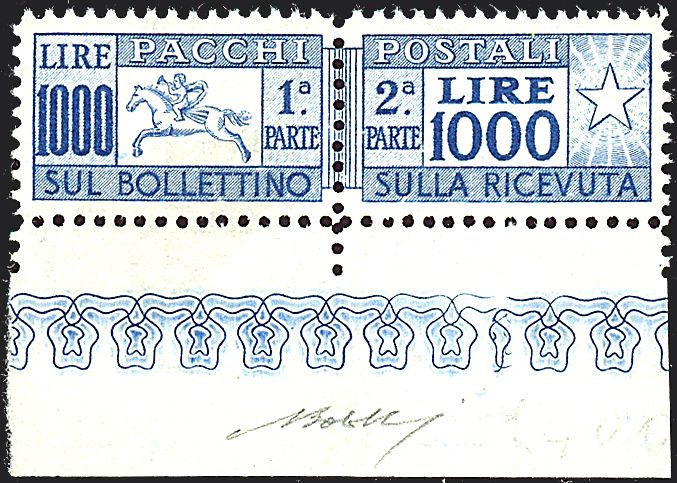 LIRE PACCHI POSTALI
1000 1.ª PARTE 2.ª PARTE LIRE 1000
SUL BOLLETTINO SULLA RICEVUTA